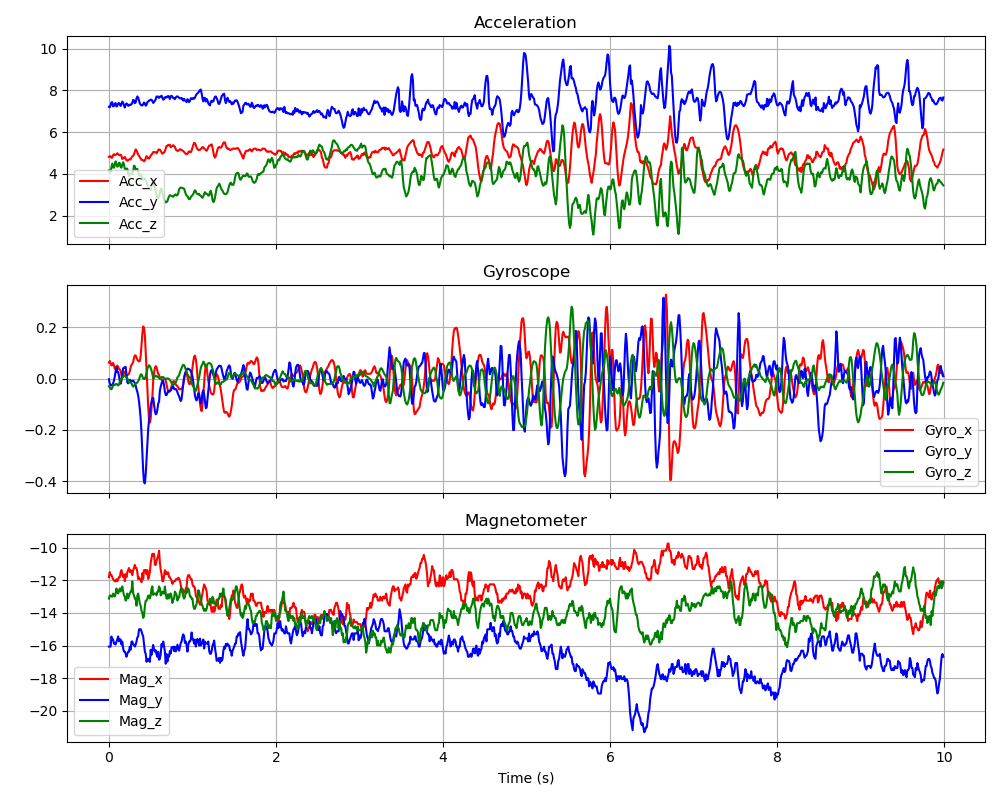 Acceleration
10
8
6
4
2
Acc_x
Acc_y
Acc_z
Gyroscope
0.2
0.0
−0.2
−0.4
Gyro_x
Gyro_y
Gyro_z
Magnetometer
−10
−12
−14
−16
−18
−20
Mag_x
Mag_y
Mag_z
0 2 4 6 8 10
Time (s)